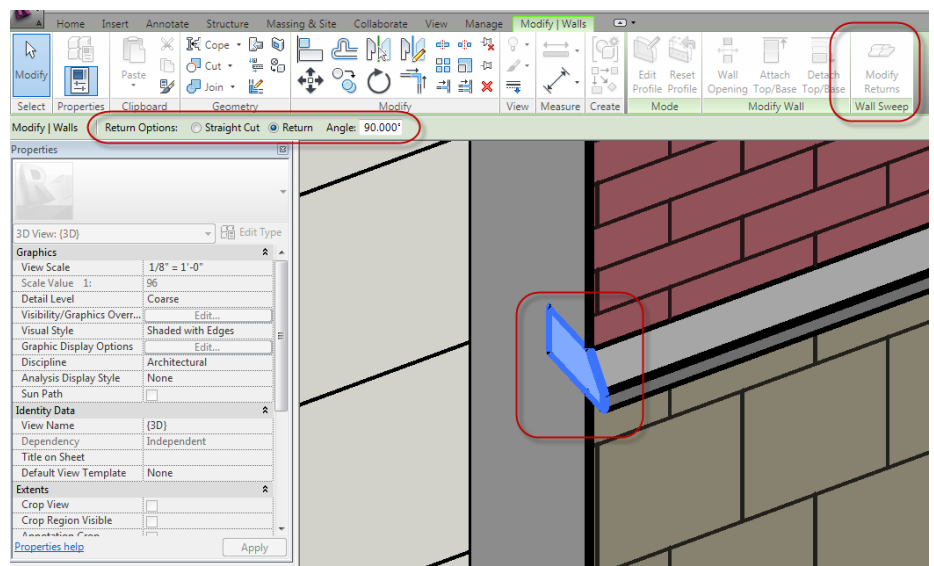 Home Insert Annotate Structure Massing & Site Collaborate View Manage Modify | Walls
Modify
Paste
Cope
Cut
Join
Edit Profile
Reset Profile
Wall Opening
Attach Top/Base
Detach Top/Base
Modify Returns
Select Properties Clipboard Geometry Modify View Measure Create Mode Modify Wall Wall Sweep
Modify | Walls Return Options: Straight Cut Return Angle: 90.000°
Properties
3D View: {3D} Edit Type
Graphics
View Scale 1/8" = 1'-0"
Scale Value 1: 96
Detail Level Coarse
Visibility/Graphics Overr... Edit...
Visual Style Shaded with Edges
Graphic Display Options Edit...
Discipline Architectural
Analysis Display Style None
Sun Path
Identity Data
View Name {3D}
Dependency Independent
Title on Sheet
Default View Template None
Extents
Crop View
Crop Region Visible
Annotation Crop
Properties help Apply